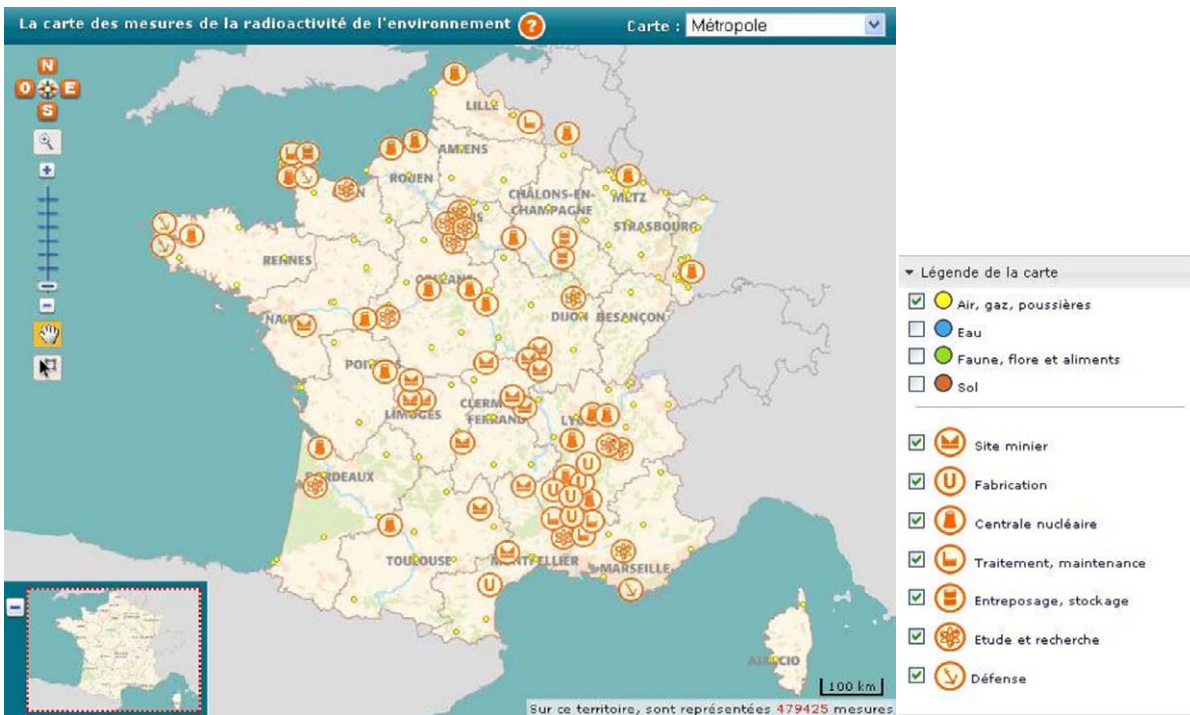 La carte des mesures de la radioactivité de l'environnement ?
Carte : Métropole
N
O E
S
LILLE
AMIENS
ROUEN
CHÂLONS-EN-
CHAMPAGNE
METZ
STRASBOURG
RENNES
ORLEANS
DIJON
BESANÇON
LIMOGES
CLERM
FERRAND
LY
BORDEAUX
TOULOUSE
MONTPELLIER
MARSEILLE
AJACCIO
100 km
Sur ce territoire, sont représentées 479425 mesures
Légende de la carte
Air, gaz, poussières
Eau
Faune, flore et aliments
Sol
Site minier
U Fabrication
Centrale nucléaire
Traitement, maintenance
Entreposage, stockage
Etude et recherche
Défense